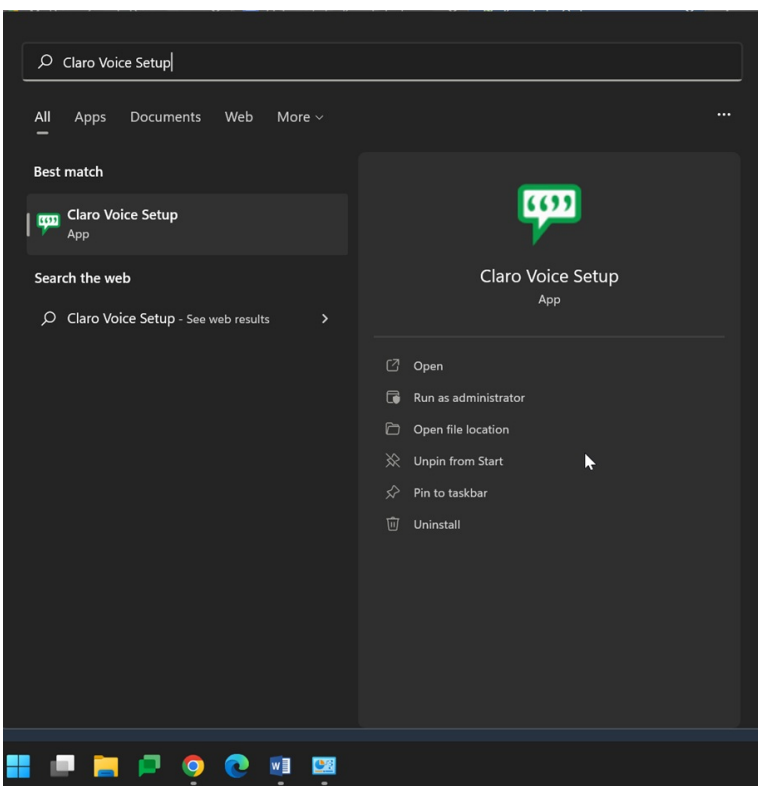 Claro Voice Setup
All Apps Documents Web More
Best match
Claro Voice Setup
App
Search the web
Claro Voice Setup - See web results
Claro Voice Setup
App
Open
Run as administrator
Open file location
Unpin from Start
Pin to taskbar
Uninstall